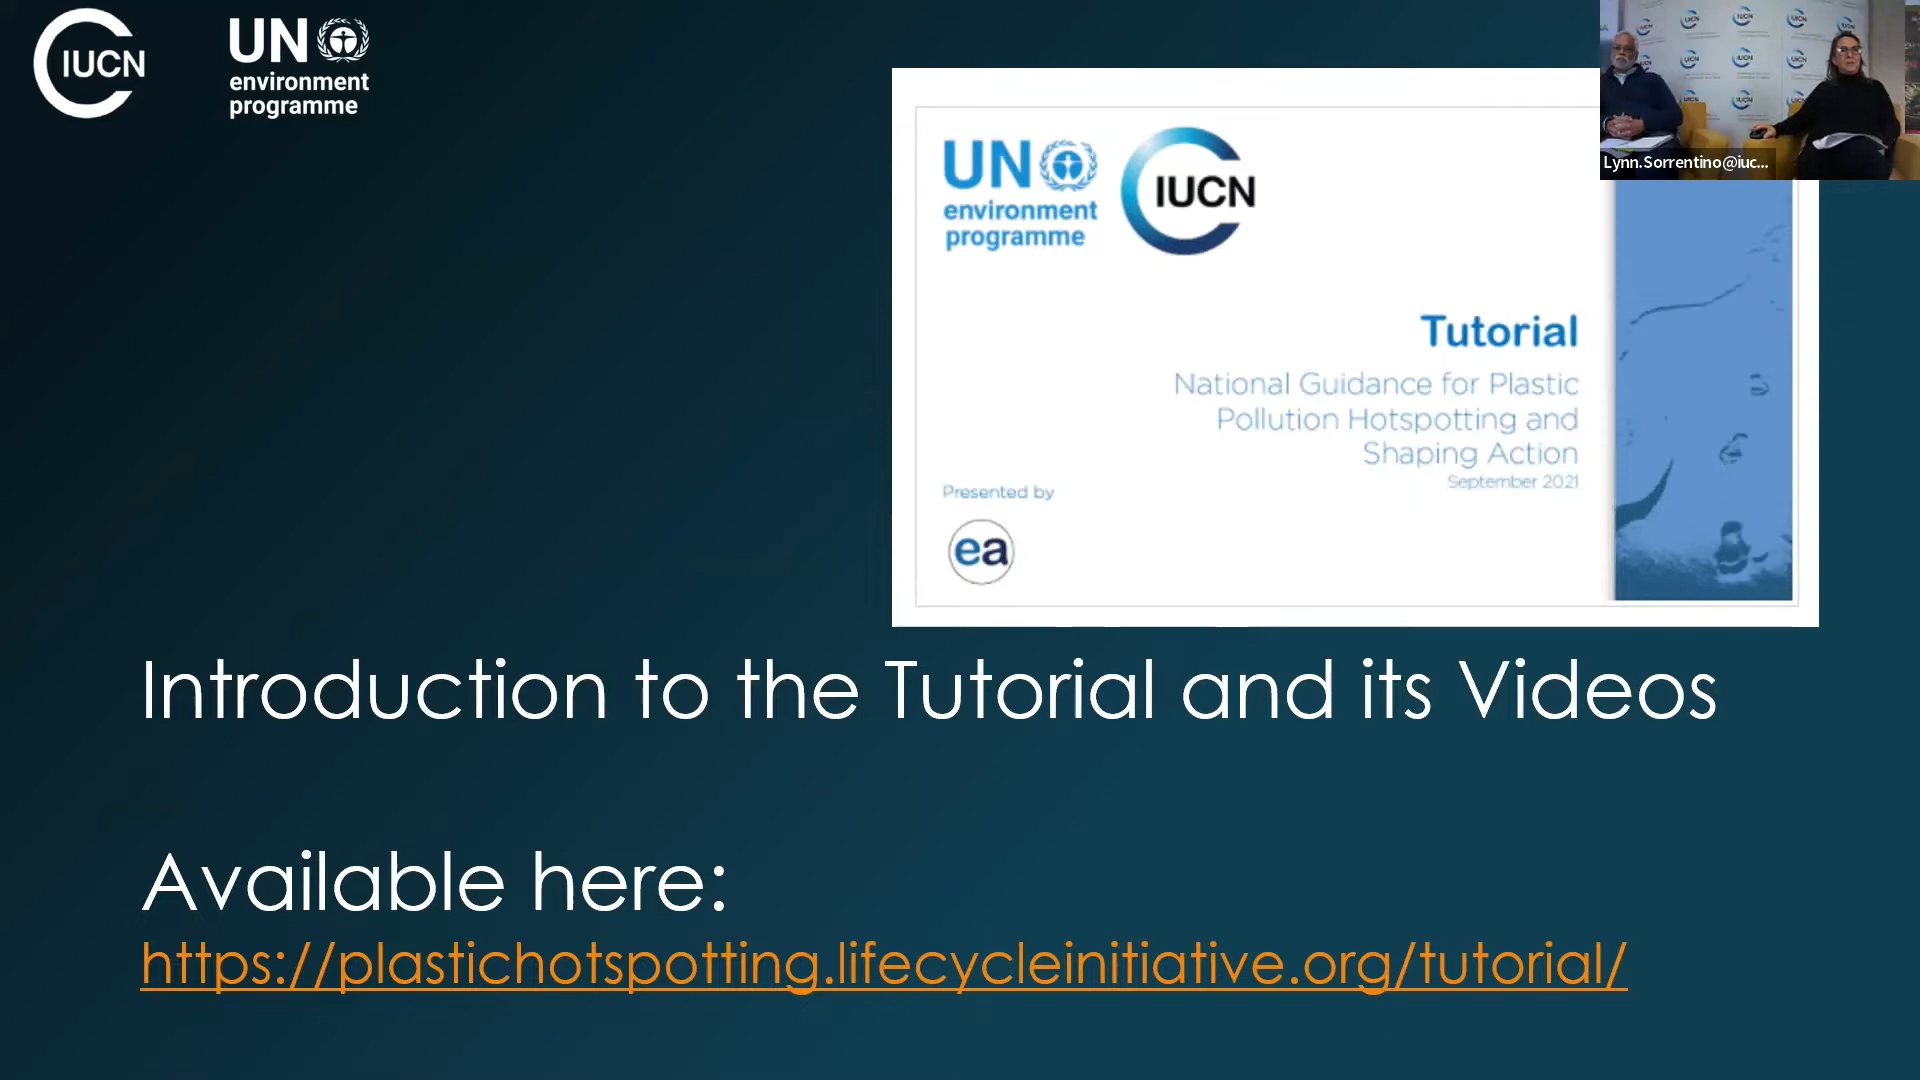 IUCN
UN
environment
programme
UN
environment
programme
IUCN
Tutorial
National Guidance for Plastic
Pollution Hotspotting and
Shaping Action
September 2021
Presented by
ea
IUCN
Lynn.Sorrentino@iuc...
Introduction to the Tutorial and its Videos
Available here:
https://plastichotspotting.lifecycleinitiative.org/tutorial/